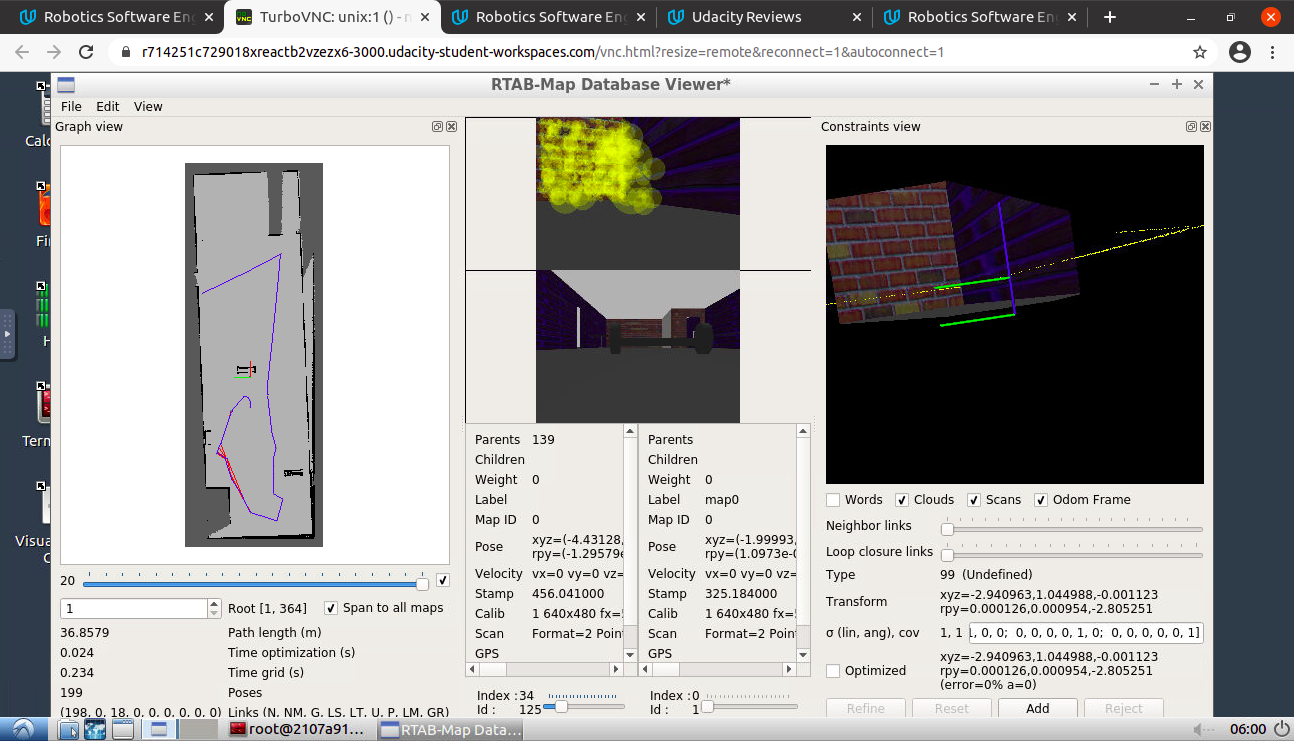 Robotics Software En
TurboVNC: unix:1 () - n
Robotics Software En
Udacity Reviews
Robotics Software En
r714251c729018xreactb2vzezx6-3000.udacity-student-workspaces.com/vnc.html?resize=remote&reconnect=1&autoconnect=1
RTAB-Map Database Viewer*
File Edit View
Graph view
Constraints view
Calc
Fir
H
Term
Visua
C
Words Clouds Scans Odom Frame
Neighbor links
Loop closure links
Type 99 (Undefined)
Transform xyz=-2.940963,1.044988,-0.001123
rpy=0.000126,0.000954,-2.805251
σ (lin, ang), cov 1, 1 1, 0, 0; 0, 0, 0, 0, 1, 0; 0, 0, 0, 0, 0, 1]
Optimized xyz=-2.940963,1.044988,-0.001123
rpy=0.000126,0.000954,-2.805251
(error=0% a=0)
Refine Reset Add Reject
Parents 139
Children
Weight 0
Label
Map ID 0
Pose xyz=(-4.43128,
rpy=(-1.29579e
Velocity vx=0 vy=0 vz=
Stamp 456.041000
Calib 1 640x480 fx=
Scan Format=2 Poin
GPS
Index :34
Id : 125
Parents
Children
Weight 0
Label map0
Map ID 0
Pose xyz=(-1.99993,
rpy=(1.0973e-0
Velocity vx=0 vy=0 vz=
Stamp 325.184000
Calib 1 640x480 fx=
Scan Format=2 Poin
GPS
Index :0
Id : 1
20
1 Root [1, 364] Span to all maps
36.8579 Path length (m)
0.024 Time optimization (s)
0.234 Time grid (s)
199 Poses
(198, 0, 18, 0, 0, 0, 0, 0, 0) Links (N, NM, G, LS, LT, U, P, LM, GR)
root@2107a91...
RTAB-Map Data...
06:00